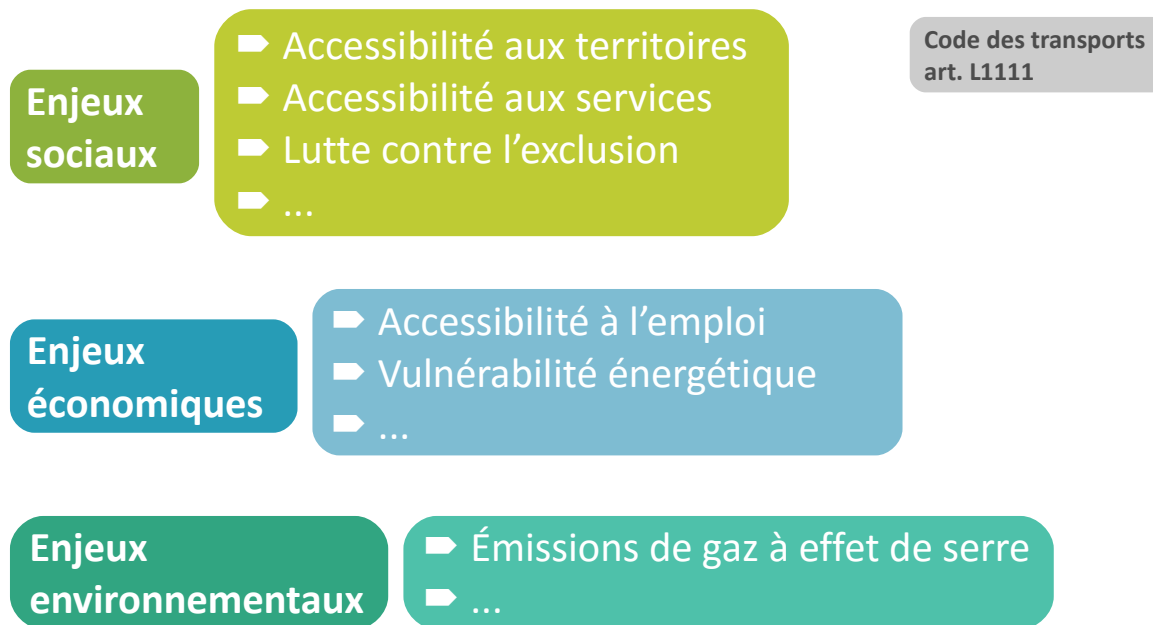 Enjeux
sociaux
Accessibilité aux territoires
Accessibilité aux services
Lutte contre l’exclusion
...
Code des transports
art. L1111
Enjeux
économiques
Accessibilité à l’emploi
Vulnérabilité énergétique
...
Enjeux
environnementaux
Émissions de gaz à effet de serre
...